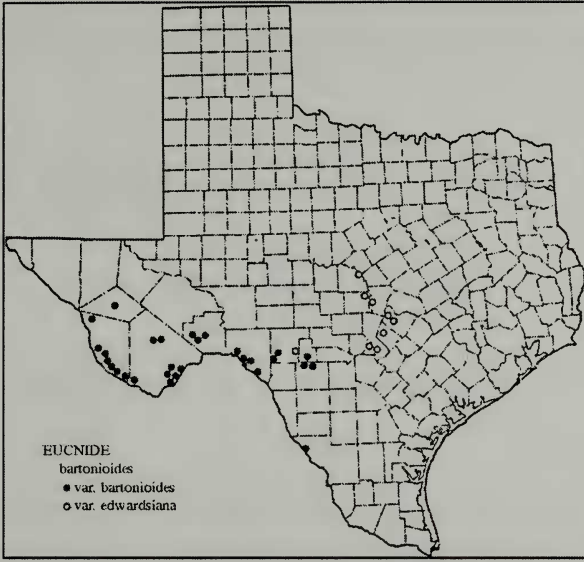 EUCNIDE
bartonioides
● var. bartonioides
○ var. edwardsiana